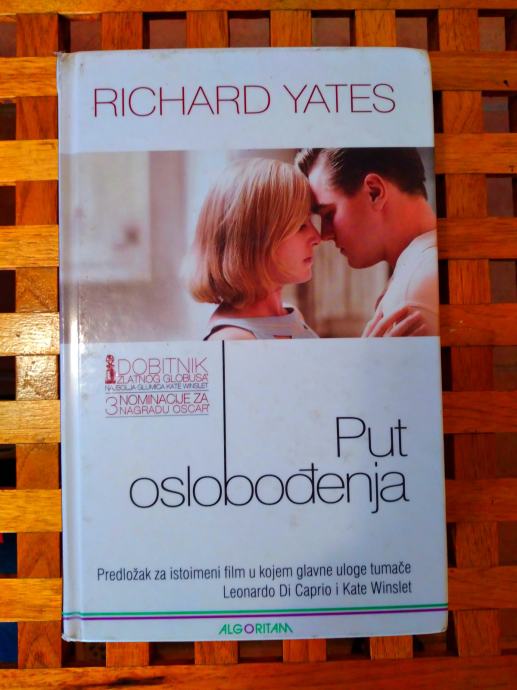 RICHARD YATES
DOBITNIK
ZLATNOG GLOBUSA
NAJBOLJA GLUMICA KATE WINSLET
3 NOMINACIJE ZA
NAGRADU OSCAR
Put
oslobođenja
Predložak za istoimeni film u kojem glavne uloge tumače
Leonardo Di Caprio i Kate Winslet
ALGORITAM